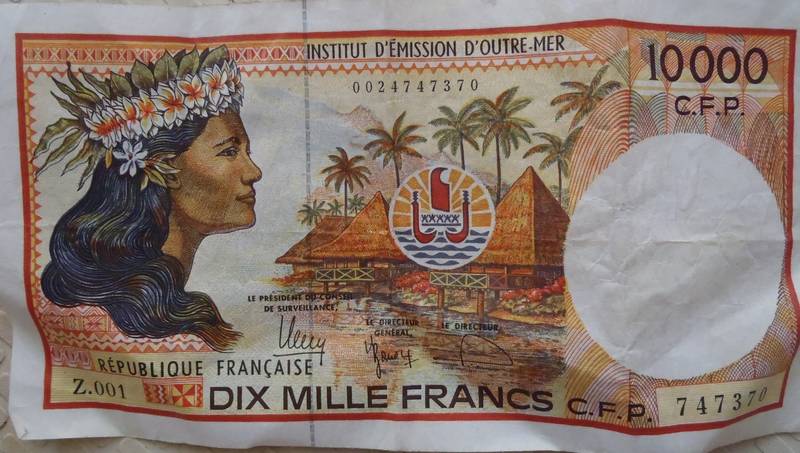 INSTITUT D'ÉMISSION D'OUTRE-MER
10000
C.F.P.
0024747370
LE PRÉSIDENT DU CONSEIL
DE SURVEILLANCE,
LE DIRECTEUR
GÉNÉRAL,
LE DIRECTEUR,
RÉPUBLIQUE FRANÇAISE
Z.001
DIX MILLE FRANCS C.F.P.
747370